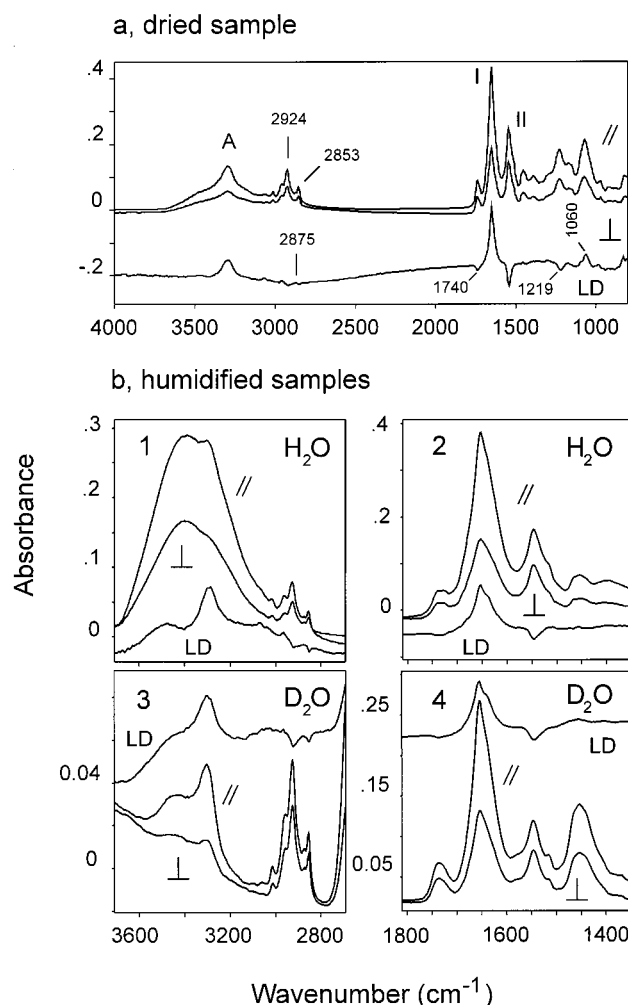 a, dried sample
.4
.2
0
-.2
A
2924
2853
I
II
//
⊥
2875
1740
1219
1060
LD
4000 3500 3000 2500 2000 1500 1000
b, humidified samples
Absorbance
.3
.2
.1
0
1
H2O
//
⊥
LD
.4
.2
0
2
H2O
//
⊥
LD
0.04
0
3
D2O
LD
//
⊥
3600 3200 2800
.25
.15
0.05
4
D2O
LD
//
⊥
1800 1600 1400
Wavenumber (cm-1)